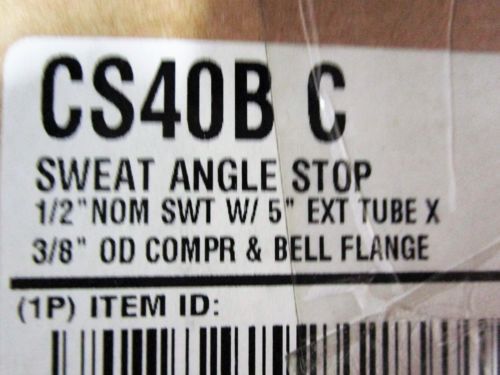 CS40B C
SWEAT ANGLE STOP
1/2" NOM SWT W/ 5" EXT TUBE X
3/8" OD COMPR & BELL FLANGE
(1P) ITEM ID: